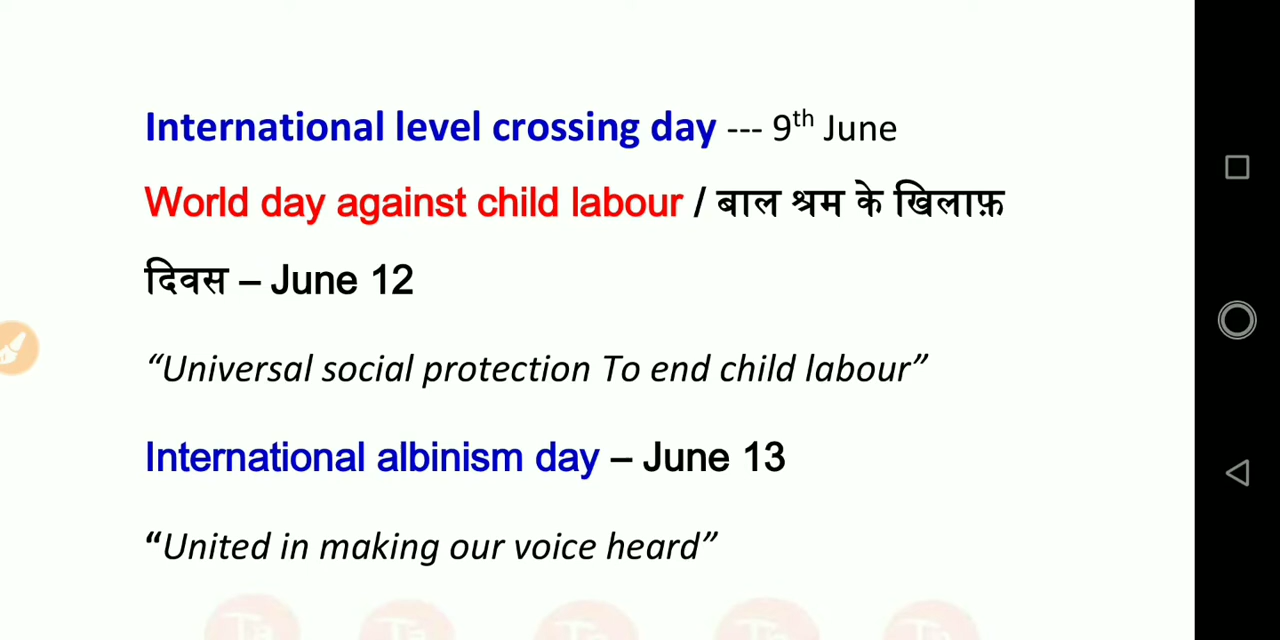 International level crossing day --- 9th June
World day against child labour / बाल श्रम के खिलाफ़
दिवस – June 12
“Universal social protection To end child labour”
International albinism day – June 13
“United in making our voice heard”